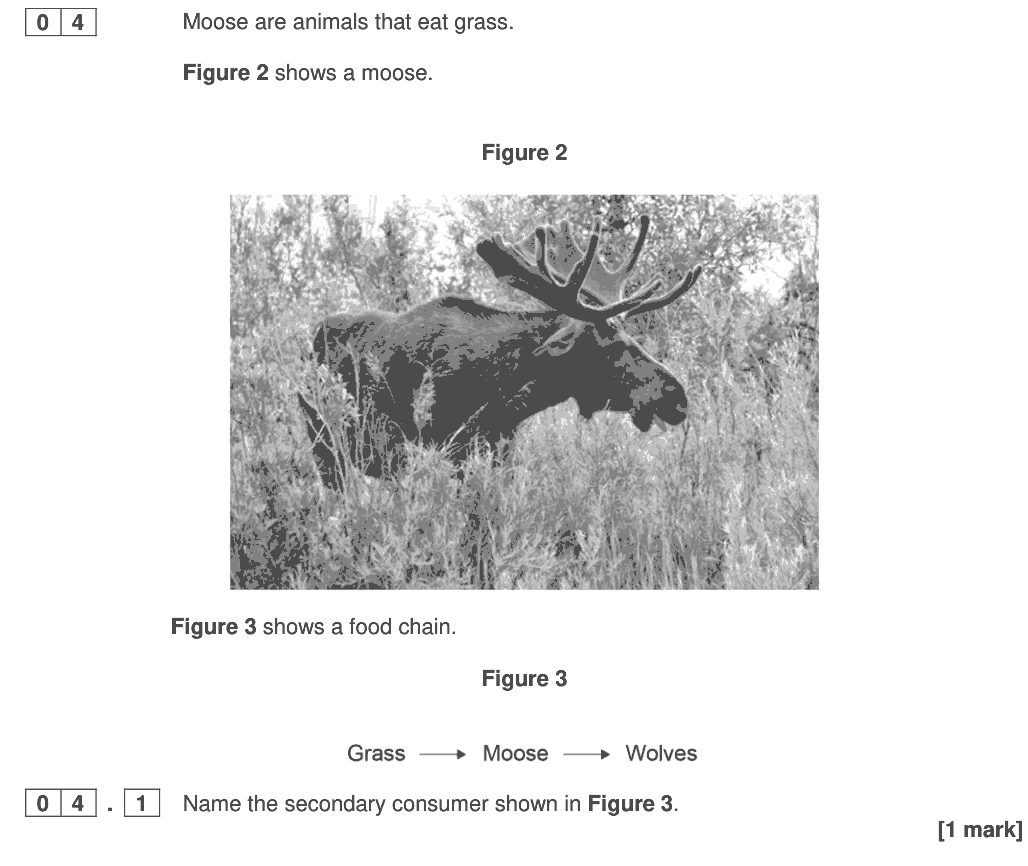 0 4 Moose are animals that eat grass.
Figure 2 shows a moose.
Figure 2
Figure 3 shows a food chain.
Figure 3
Grass → Moose → Wolves
0 4 . 1 Name the secondary consumer shown in Figure 3.
[1 mark]